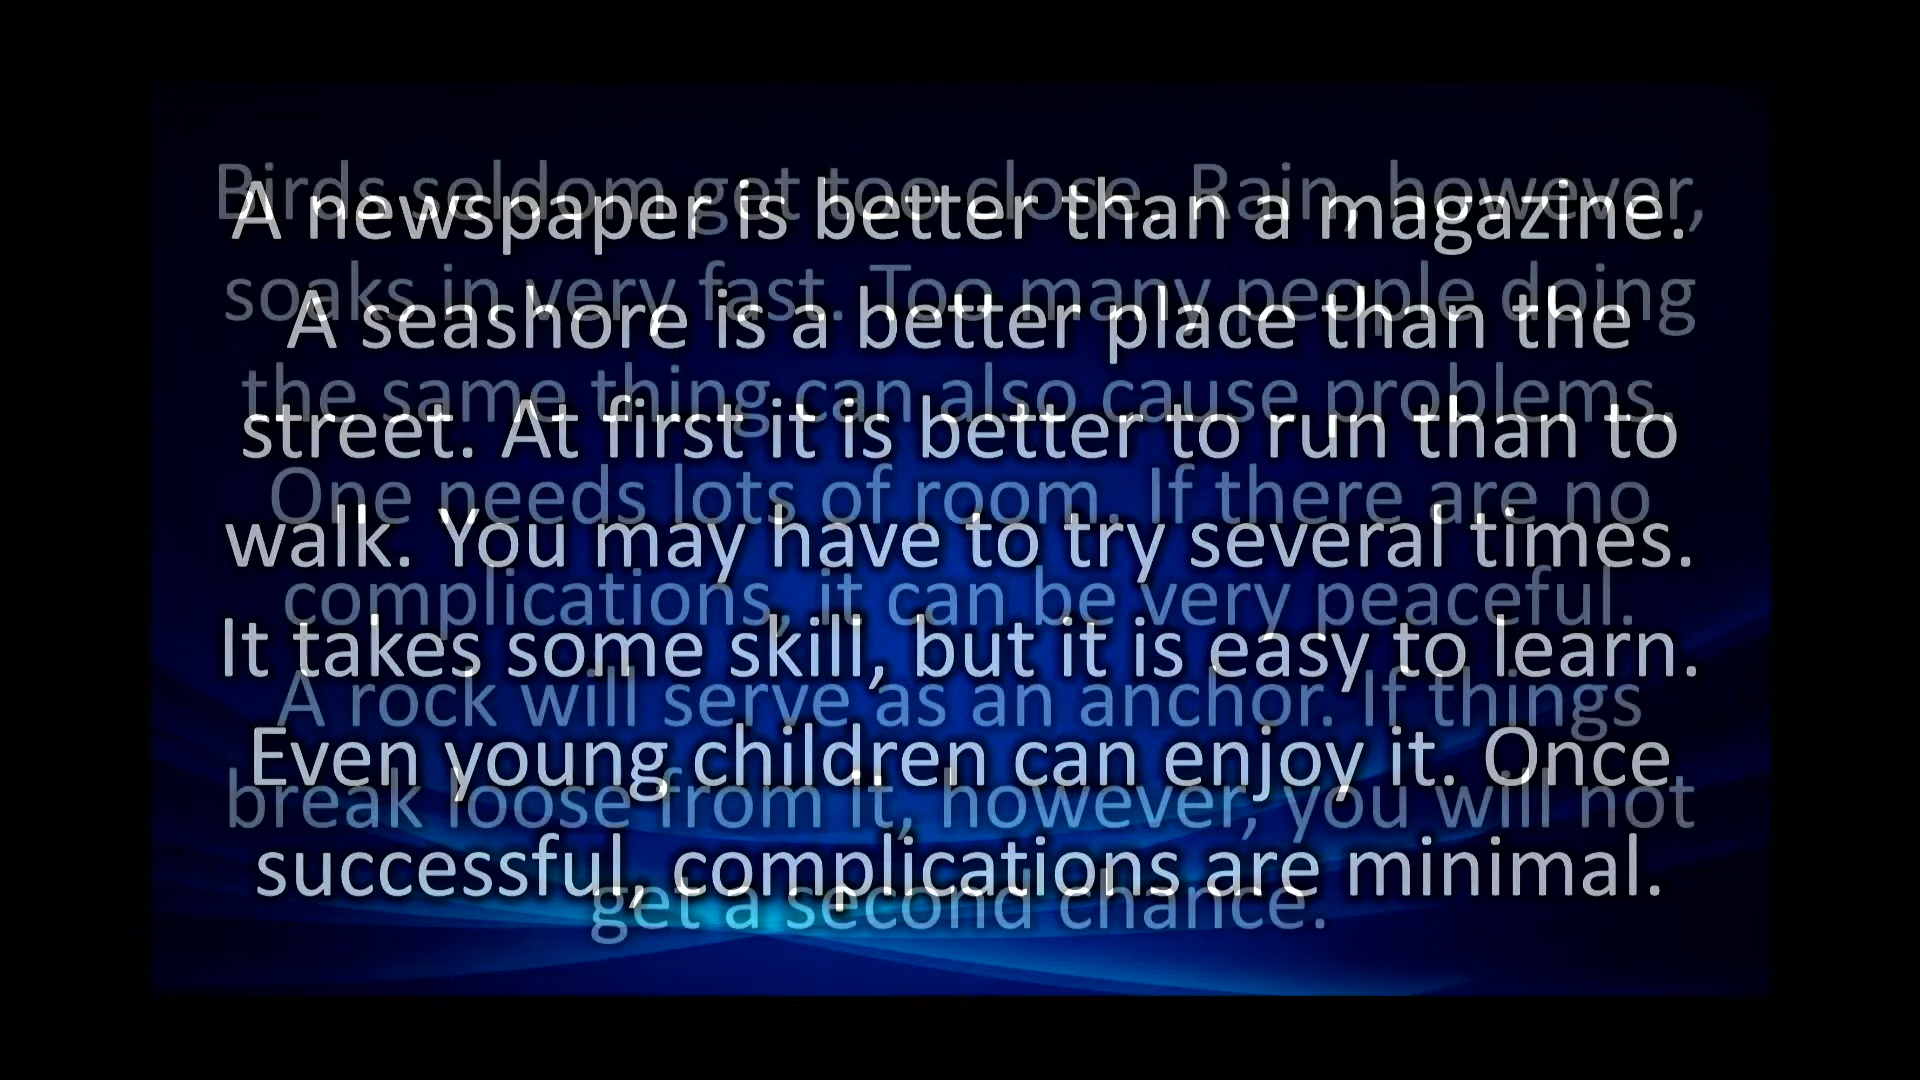 Birds seldom get too close. Rain, however,
A newspaper is better than a magazine.
soaks in very fast. Too many people doing
A seashore is a better place than the
the same thing can also cause problems.
street. At first it is better to run than to
One needs lots of room. If there are no
walk. You may have to try several times.
complications, it can be very peaceful.
It takes some skill, but it is easy to learn.
A rock will serve as an anchor. If things
Even young children can enjoy it. Once
break loose from it, however, you will not
successful, complications are minimal.
get a second chance.